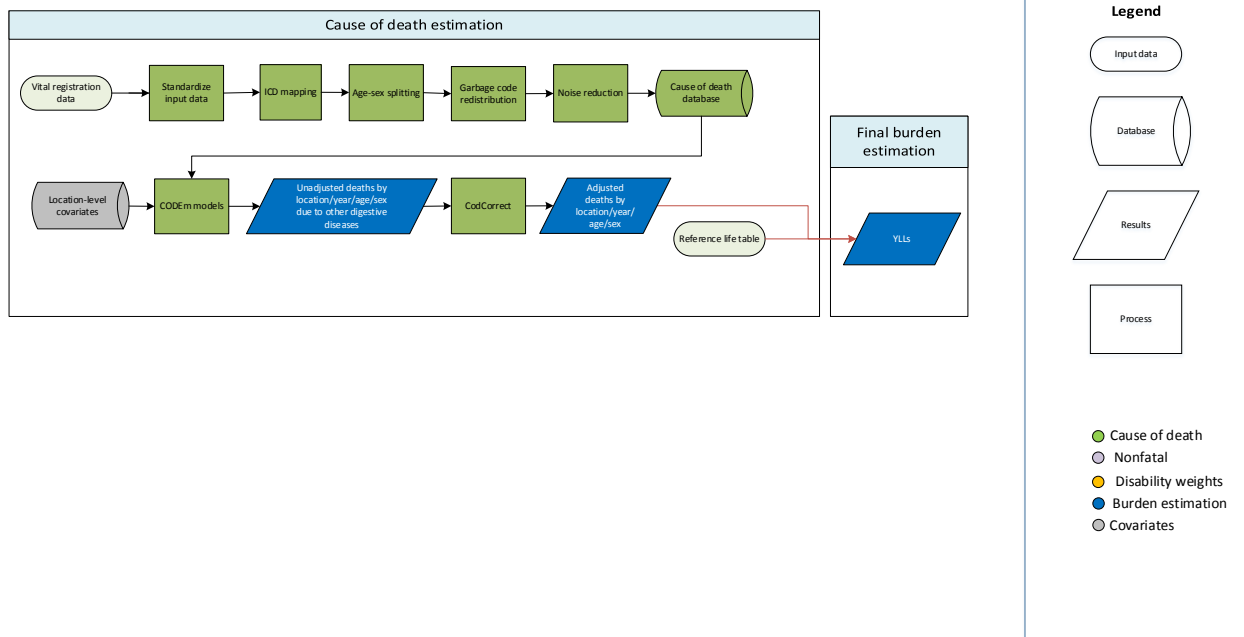 Cause of death estimation
Vital registration
data
Standardize
input data
ICD mapping
Age-sex splitting
Garbage code
redistribution
Noise reduction
Cause of death
database
Location-level
covariates
CODEm models
Unadjusted deaths by
location/year/age/sex
due to other digestive
diseases
CodCorrect
Adjusted
deaths by
location/year/
age/sex
Reference life table
Final burden
estimation
YLLs
Legend
Input data
Database
Results
Process
Cause of death
Nonfatal
Disability weights
Burden estimation
Covariates